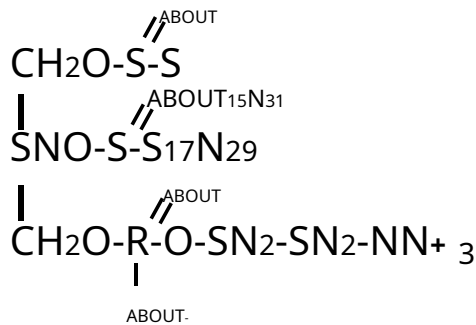 ABOUT
CH2O-S-S
ABOUT15N31
SNO-S-S17N29
ABOUT
CH2O-R-O-SN2-SN2-NN+ 3
ABOUT-